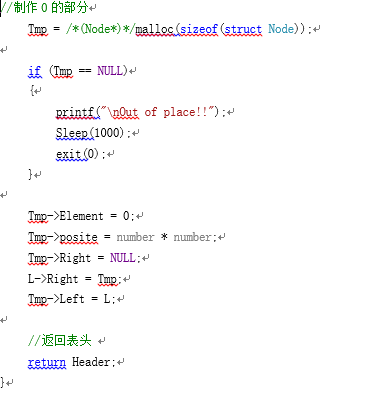 //制作0的部分
Tmp = /*(Node*)*/malloc(sizeof(struct Node));
if (Tmp == NULL)
{
printf("\nOut of place!!");
Sleep(1000);
exit(0);
}
Tmp->Element = 0;
Tmp->posite = number * number;
Tmp->Right = NULL;
L->Right = Tmp;
Tmp->Left = L;
//返回表头
return Header;
}